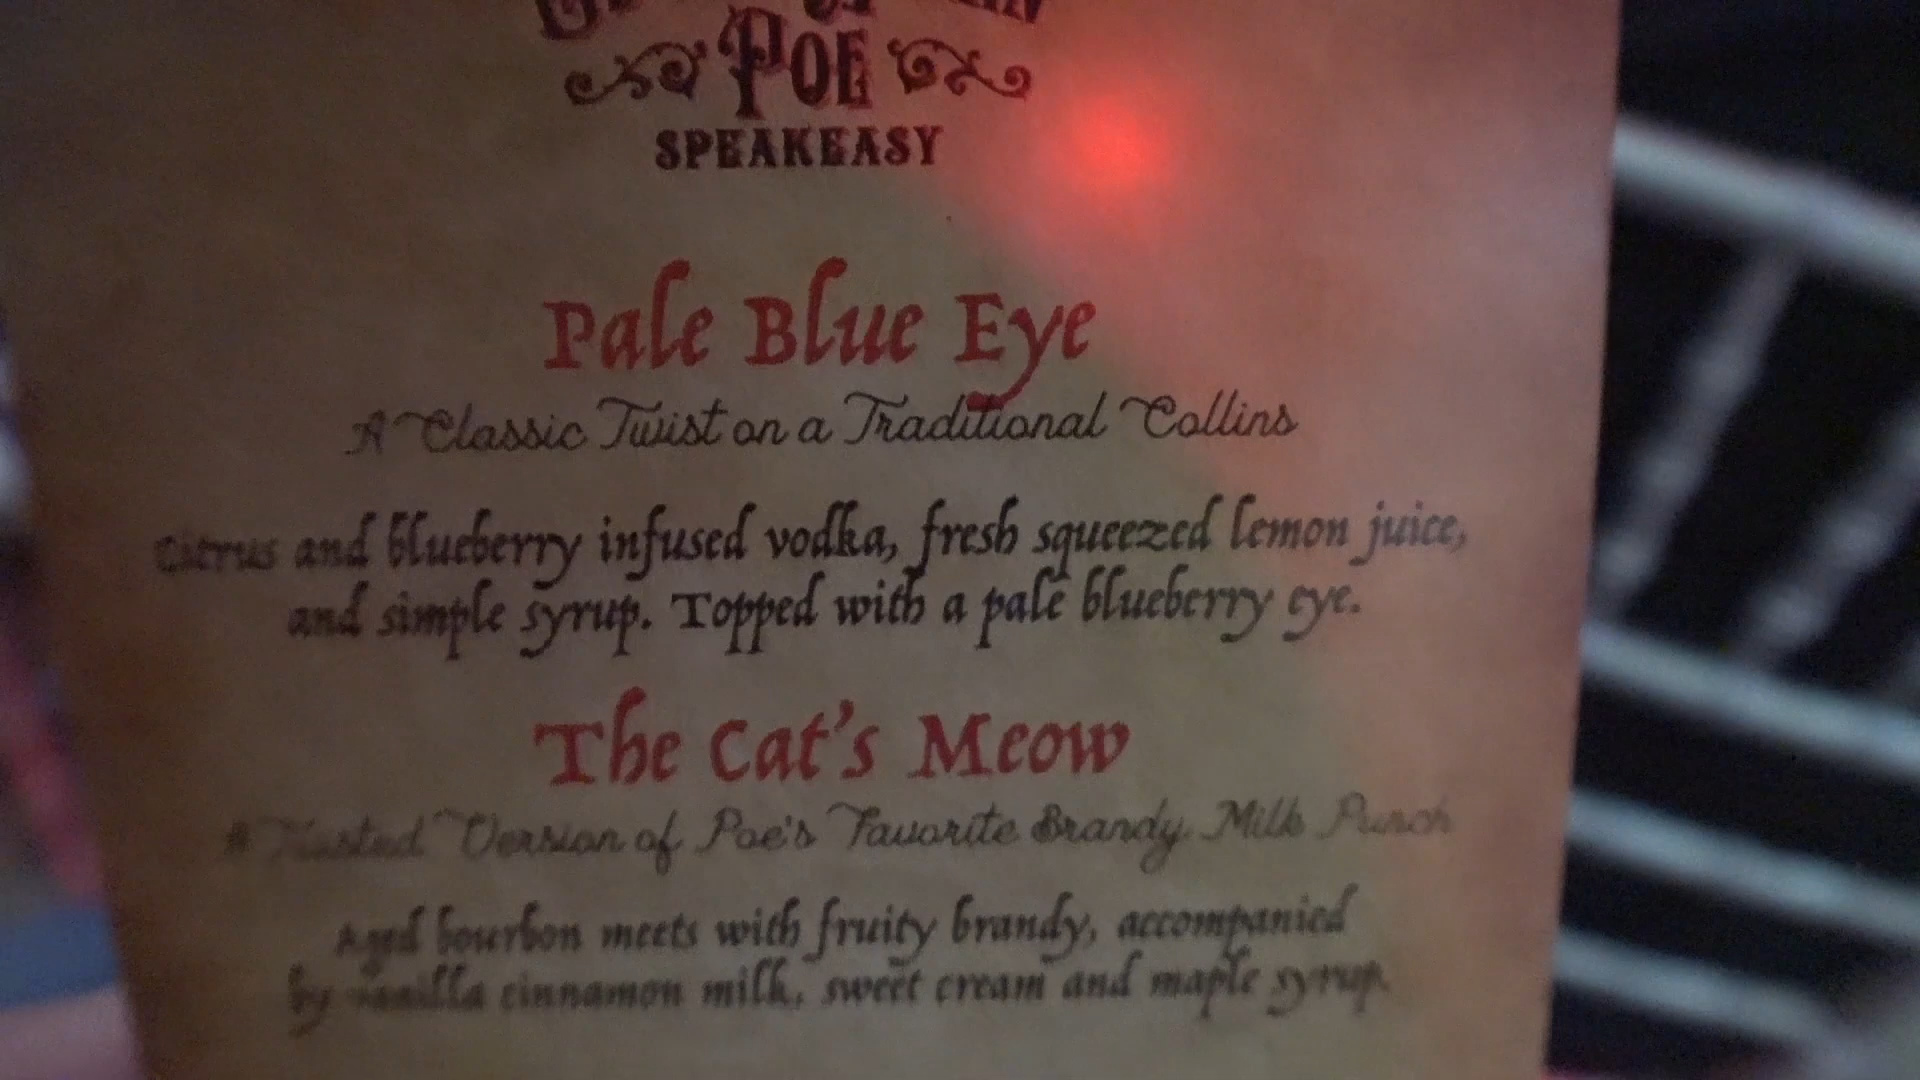 POE
SPEAKEASY
Pale Blue Eye
A Classic Twist on a Traditional Collins
Citrus and blueberry infused vodka, fresh squeezed lemon juice,
and simple syrup. Topped with a pale blueberry eye.
The Cat's Meow
A Version of Poe's Favorite Brandy Milk Punch
Aged bourbon meets with fruity brandy, accompanied
by vanilla cinnamon milk, sweet cream and maple syrup.